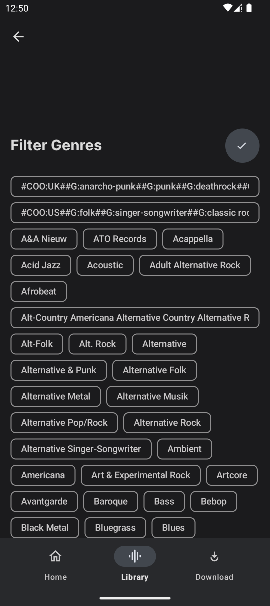 12:50
Filter Genres
#COO:UK##G:anarcho-punk##G:punk##G:deathrock##
#COO:US##G:folk##G:singer-songwriter##G:classic roc
A&A Nieuw ATO Records Acappella
Acid Jazz Acoustic Adult Alternative Rock
Afrobeat
Alt-Country Americana Alternative Country Alternative R
Alt-Folk Alt. Rock Alternative
Alternative & Punk Alternative Folk
Alternative Metal Alternative Musik
Alternative Pop/Rock Alternative Rock
Alternative Singer-Songwriter Ambient
Americana Art & Experimental Rock Artcore
Avantgarde Baroque Bass Bebop
Black Metal Bluegrass Blues
Home Library Download